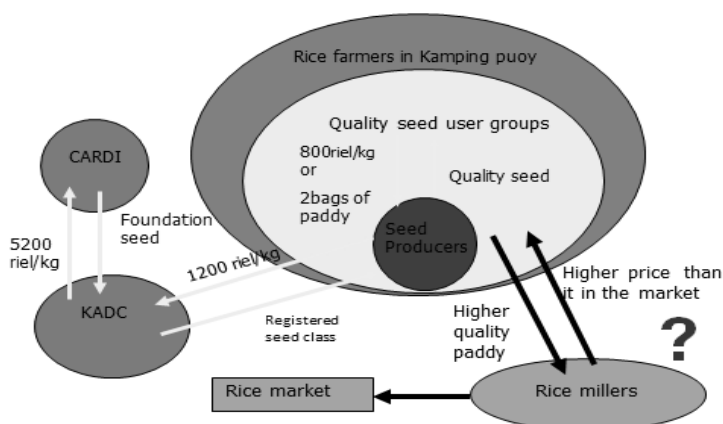 Rice farmers in Kamping puoy
Quality seed user groups
800riel/kg
or
2bags of
paddy
Quality seed
Seed
Producers
CARDI
Foundation
seed
5200
riel/kg
KADC
1200 riel/kg
Registered
seed class
Higher
quality
paddy
Higher price than
it in the market
?
Rice millers
Rice market